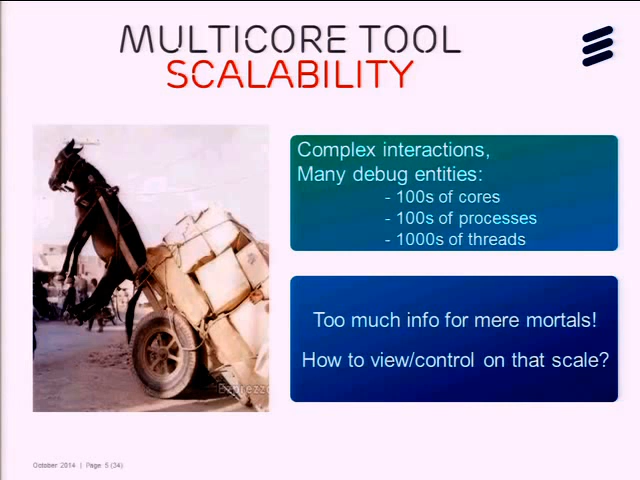 MULTICORE TOOL
SCALABILITY
Complex interactions,
Many debug entities:
- 100s of cores
- 100s of processes
- 1000s of threads
Too much info for mere mortals!
How to view/control on that scale?
October 2014 | Page 5 (34)